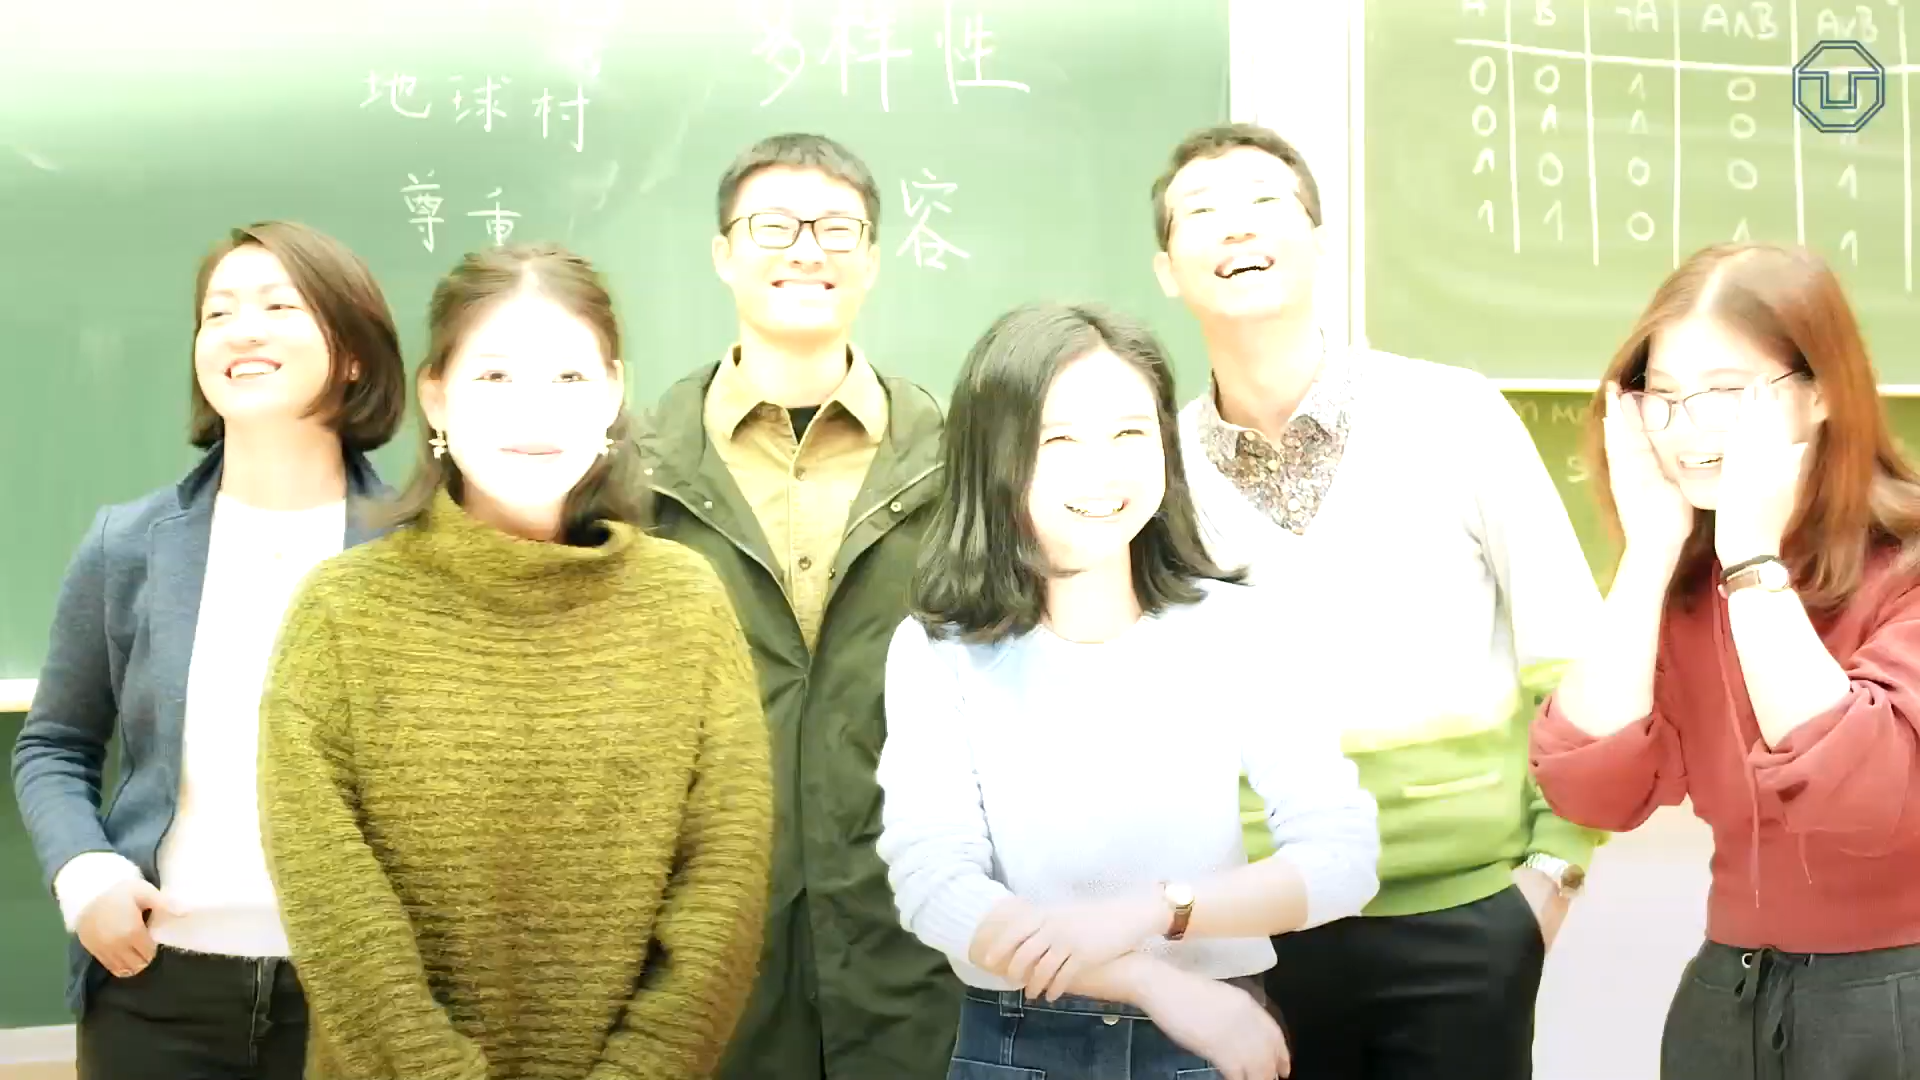 多样性
地球村
尊重
容
A B ¬A A∧B A∨B
0 0 1 0
0 1 1 0
1 0 0 0 1
1 1 0 1 1